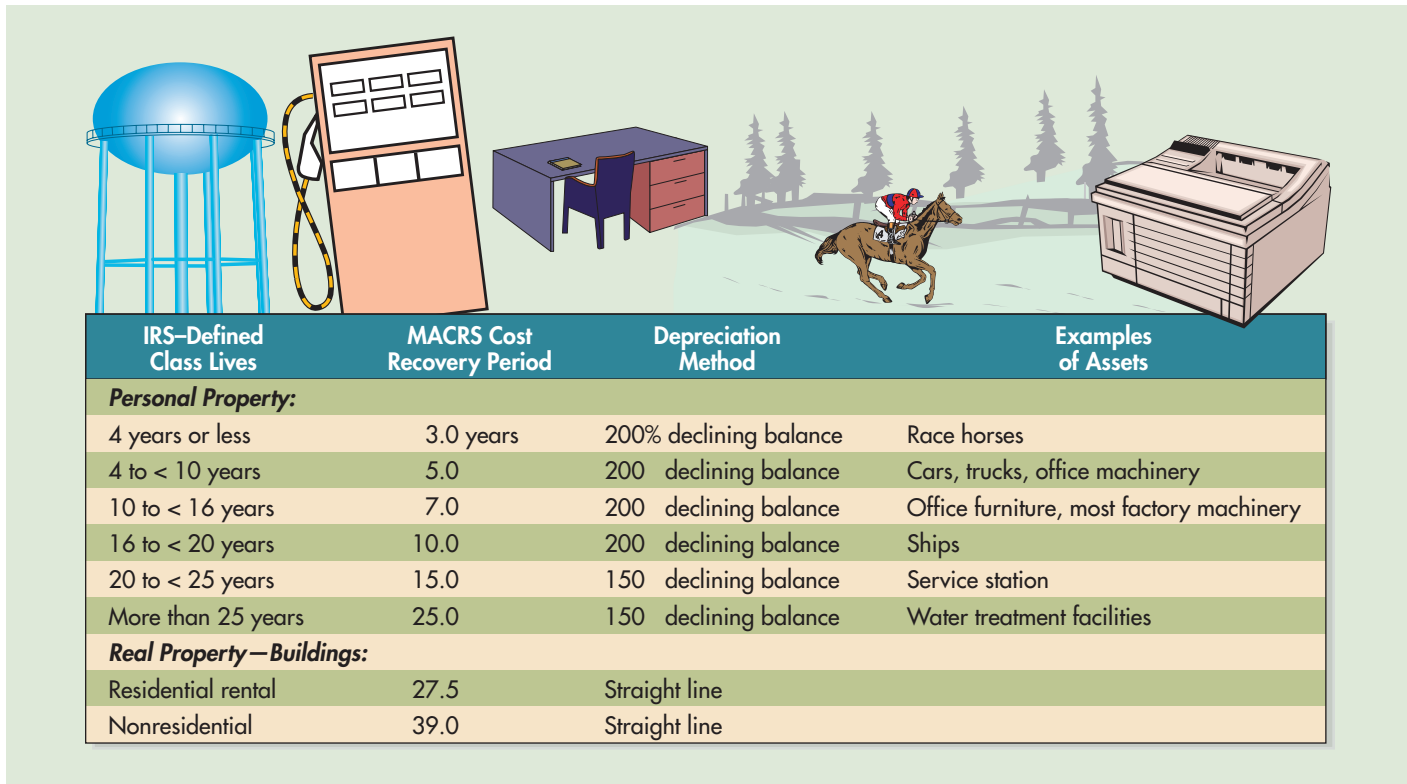 IRS–Defined Class Lives MACRS Cost Recovery Period Depreciation Method Examples of Assets
Personal Property:
4 years or less 3.0 years 200% declining balance Race horses
4 to < 10 years 5.0 200 declining balance Cars, trucks, office machinery
10 to < 16 years 7.0 200 declining balance Office furniture, most factory machinery
16 to < 20 years 10.0 200 declining balance Ships
20 to < 25 years 15.0 150 declining balance Service station
More than 25 years 25.0 150 declining balance Water treatment facilities
Real Property—Buildings:
Residential rental 27.5 Straight line
Nonresidential 39.0 Straight line